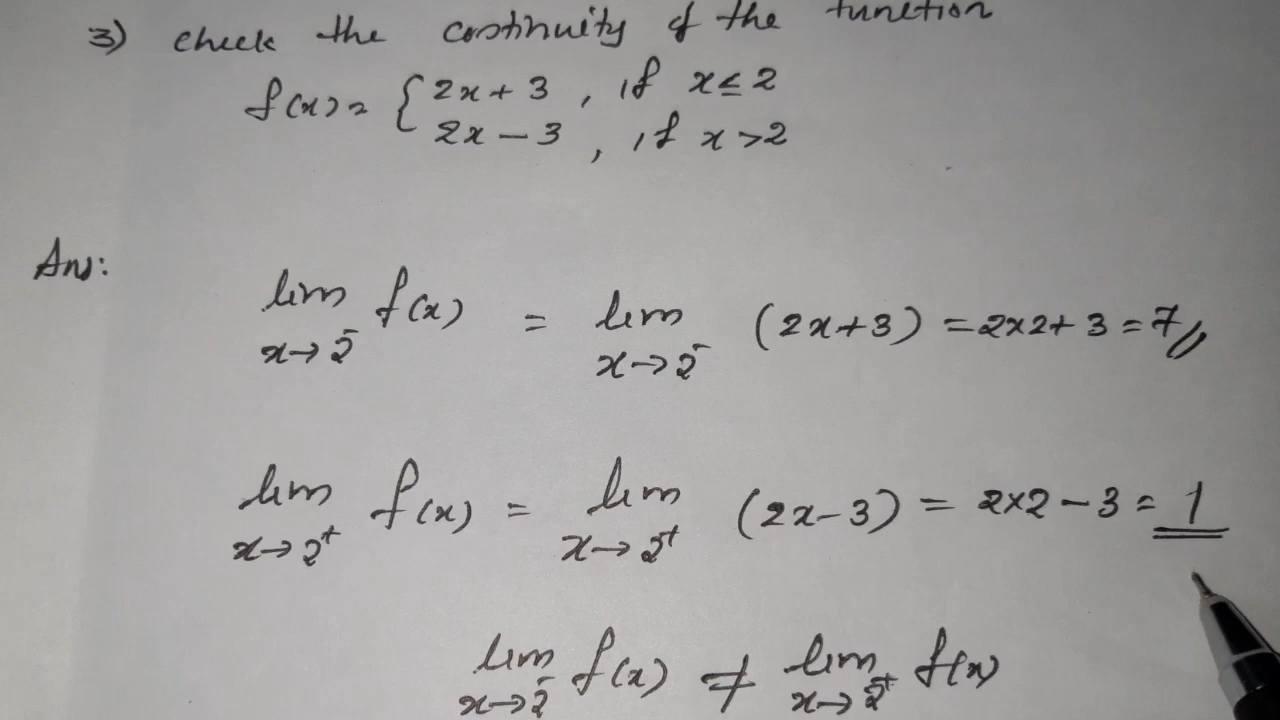 3) check the continuity of the function
f(x) = { 2x + 3 , if x ≤ 2
2x − 3 , if x > 2
Ans:
lim x→2⁻ f(x) = lim x→2⁻ (2x+3) = 2×2+3 = 7
lim x→2⁺ f(x) = lim x→2⁺ (2x−3) = 2×2−3 = 1
lim x→2⁻ f(x) ≠ lim x→2⁺ f(x)